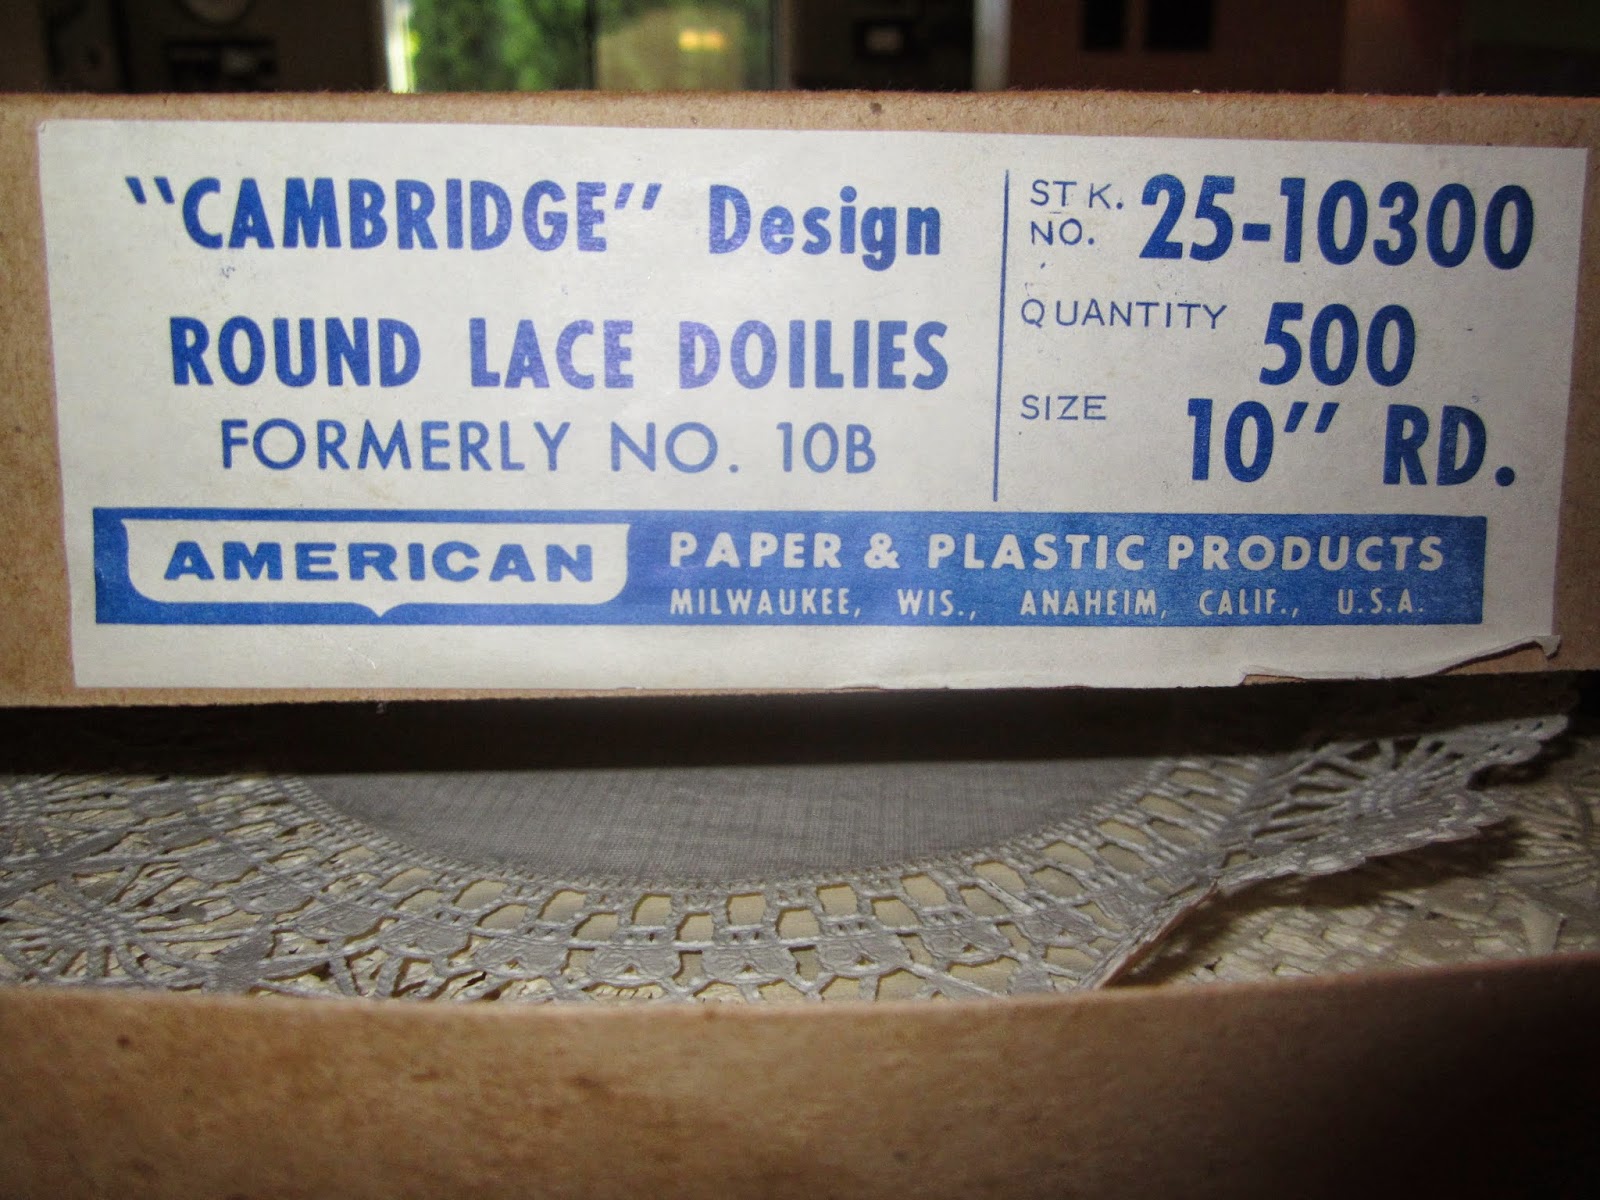 "CAMBRIDGE" Design
ROUND LACE DOILIES
FORMERLY NO. 10B
STK. NO. 25-10300
QUANTITY 500
SIZE 10" RD.
AMERICAN PAPER & PLASTIC PRODUCTS
MILWAUKEE, WIS., ANAHEIM, CALIF., U.S.A.